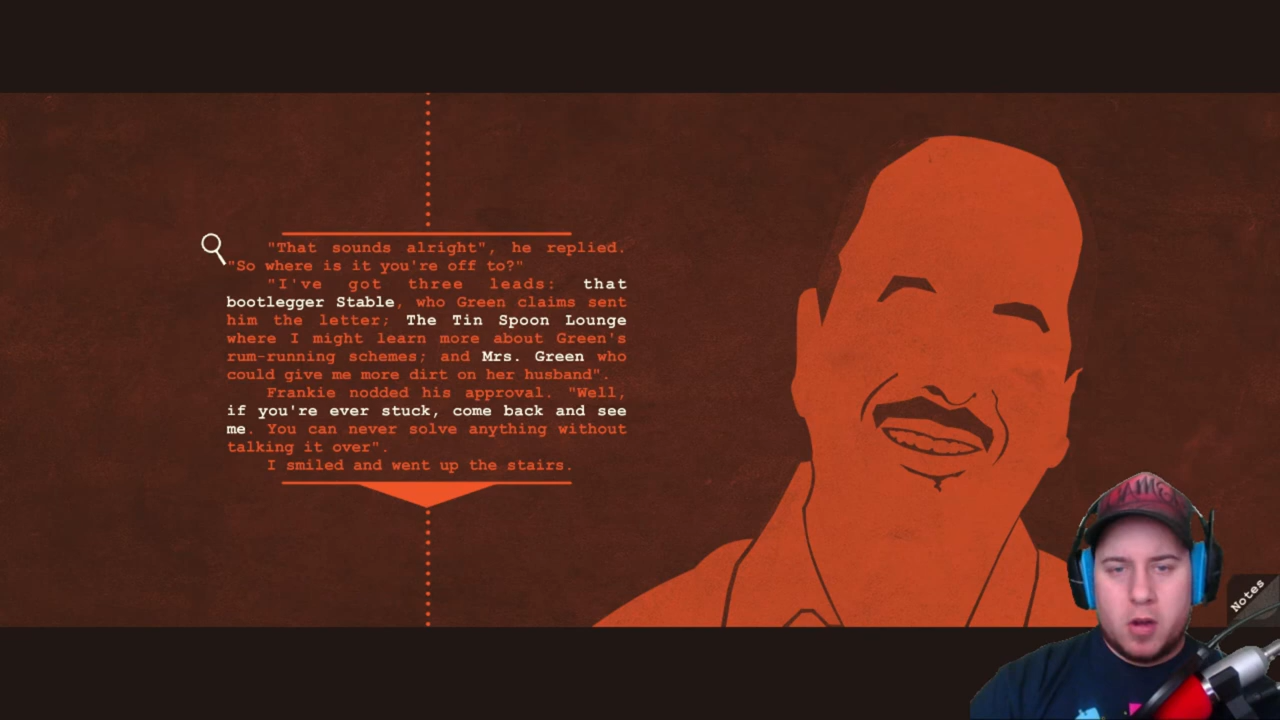 "That sounds alright", he replied.
"So where is it you're off to?"
"I've got three leads: that
bootlegger Stable, who Green claims sent
him the letter; The Tin Spoon Lounge
where I might learn more about Green's
rum-running schemes; and Mrs. Green who
could give me more dirt on her husband".
Frankie nodded his approval. "Well,
if you're ever stuck, come back and see
me. You can never solve anything without
talking it over".
I smiled and went up the stairs.
Notes